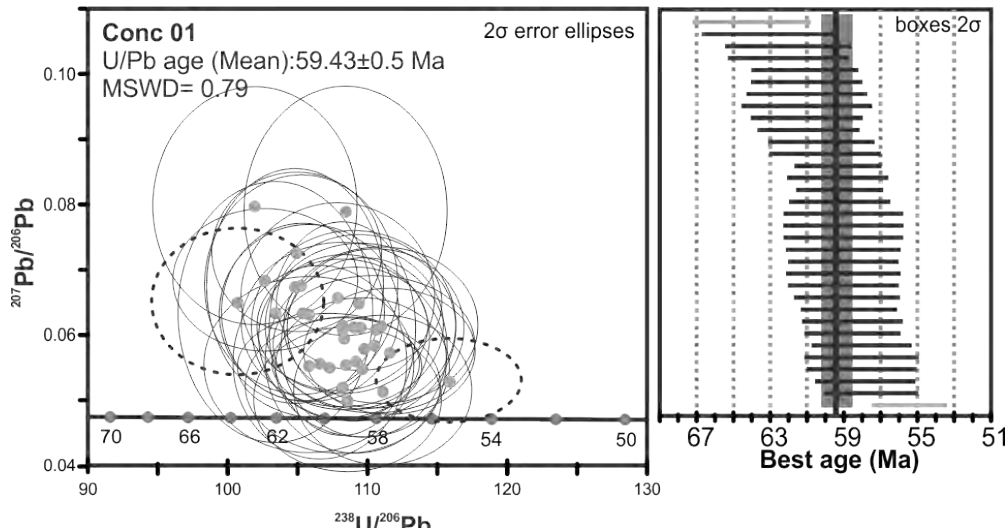 Conc 01
2σ error ellipses
U/Pb age (Mean):59.43±0.5 Ma
MSWD= 0.79
0.10
0.08
0.06
0.04
²⁰⁷Pb/²⁰⁶Pb
70 66 62 58 54 50
90 100 110 120 130
²³⁸U/²⁰⁶Pb
boxes 2σ
67 63 59 55 51
Best age (Ma)